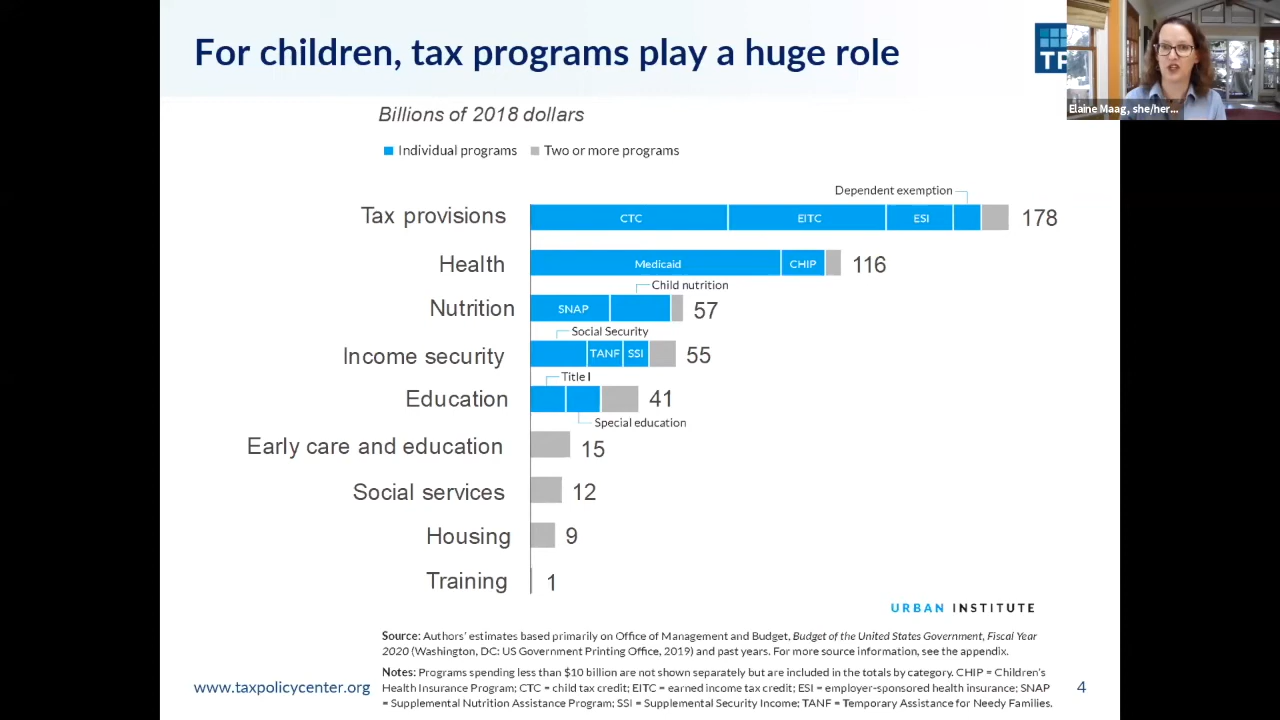 For children, tax programs play a huge role
TP
Elaine Maag, she/her...
Billions of 2018 dollars
Individual programs Two or more programs
Dependent exemption
Tax provisions CTC EITC ESI 178
Health Medicaid CHIP 116
Child nutrition
Nutrition SNAP 57
Social Security
Income security TANF SSI 55
Title I
Education 41
Special education
Early care and education 15
Social services 12
Housing 9
Training 1
URBAN INSTITUTE
Source: Authors' estimates based primarily on Office of Management and Budget, Budget of the United States Government, Fiscal Year
2020 (Washington, DC: US Government Printing Office, 2019) and past years. For more source information, see the appendix.
Notes: Programs spending less than $10 billion are not shown separately but are included in the totals by category. CHIP = Children's
Health Insurance Program; CTC = child tax credit; EITC = earned income tax credit; ESI = employer-sponsored health insurance; SNAP
= Supplemental Nutrition Assistance Program; SSI = Supplemental Security Income; TANF = Temporary Assistance for Needy Families.
www.taxpolicycenter.org 4